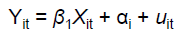 Yit = β1Xit + αi + uit